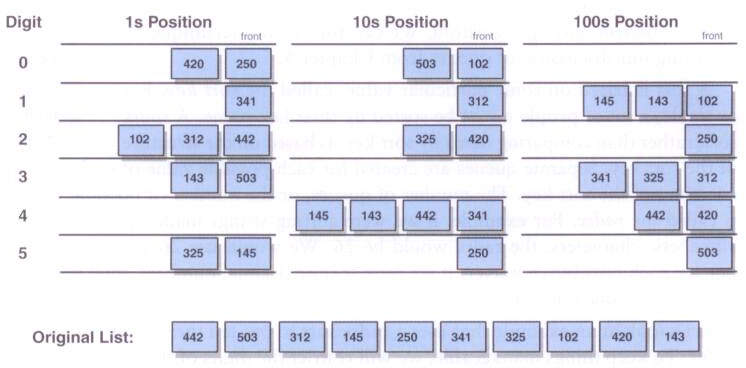 Digit 1s Position 10s Position 100s Position
front front front
0 420 250 503 102
1 341 312 145 143 102
2 102 312 442 325 420 250
3 143 503 341 325 312
4 145 143 442 341 442 420
5 325 145 250 503
Original List: 442 503 312 145 250 341 325 102 420 143